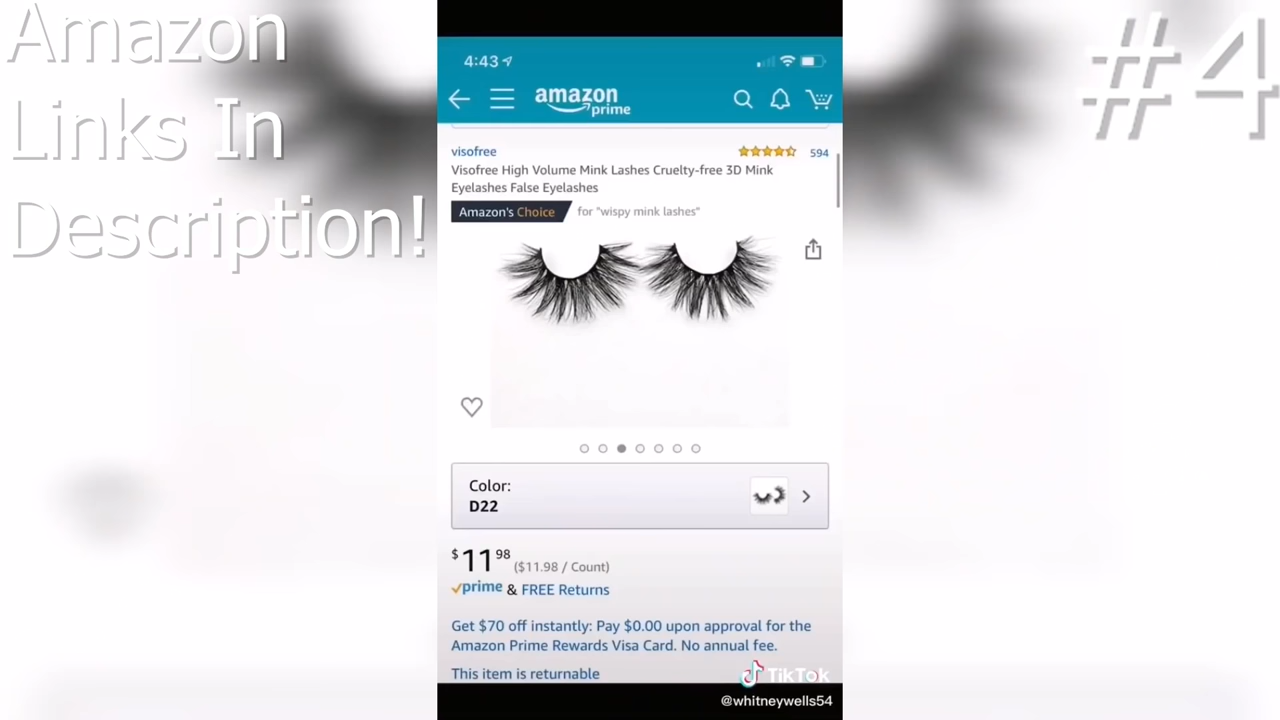 Amazon
Links In
Description!
#4
4:43
amazon
prime
visofree
594
Visofree High Volume Mink Lashes Cruelty-free 3D Mink
Eyelashes False Eyelashes
Amazon's Choice for "wispy mink lashes"
Color:
D22
$11 98 ($11.98 / Count)
prime & FREE Returns
Get $70 off instantly: Pay $0.00 upon approval for the
Amazon Prime Rewards Visa Card. No annual fee.
This item is returnable
TikTok
@whitneywells54